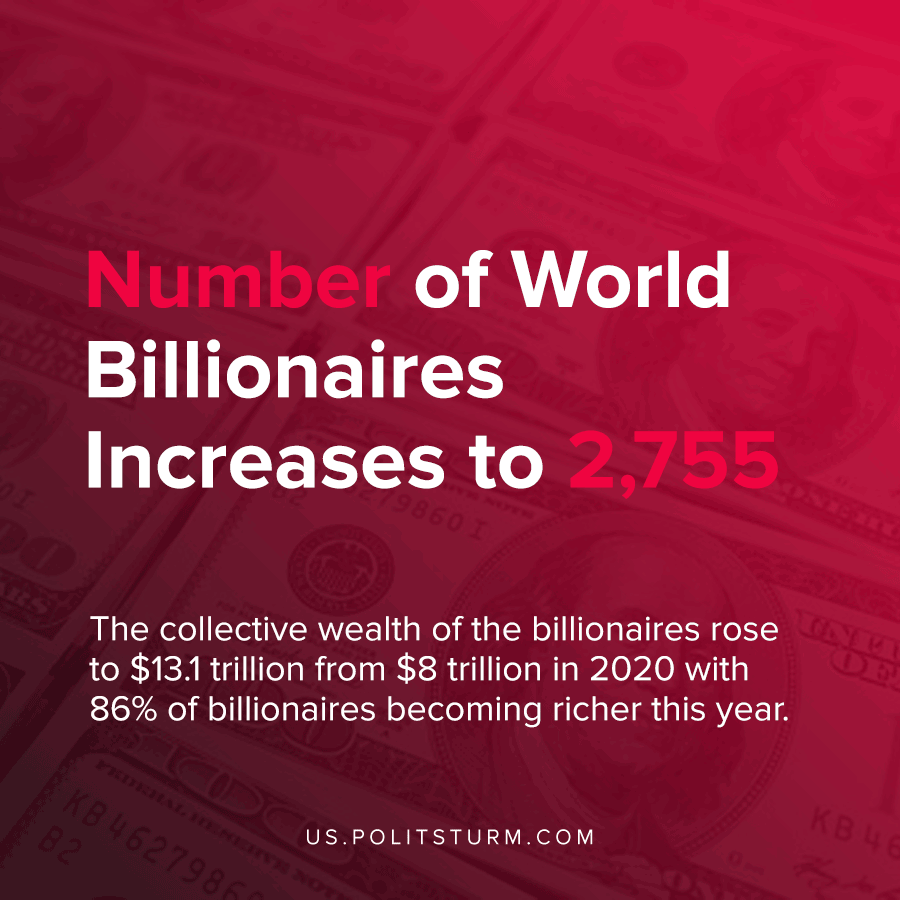 Number of World
Billionaires
Increases to 2,755
The collective wealth of the billionaires rose
to $13.1 trillion from $8 trillion in 2020 with
86% of billionaires becoming richer this year.
US.POLITSTURM.COM